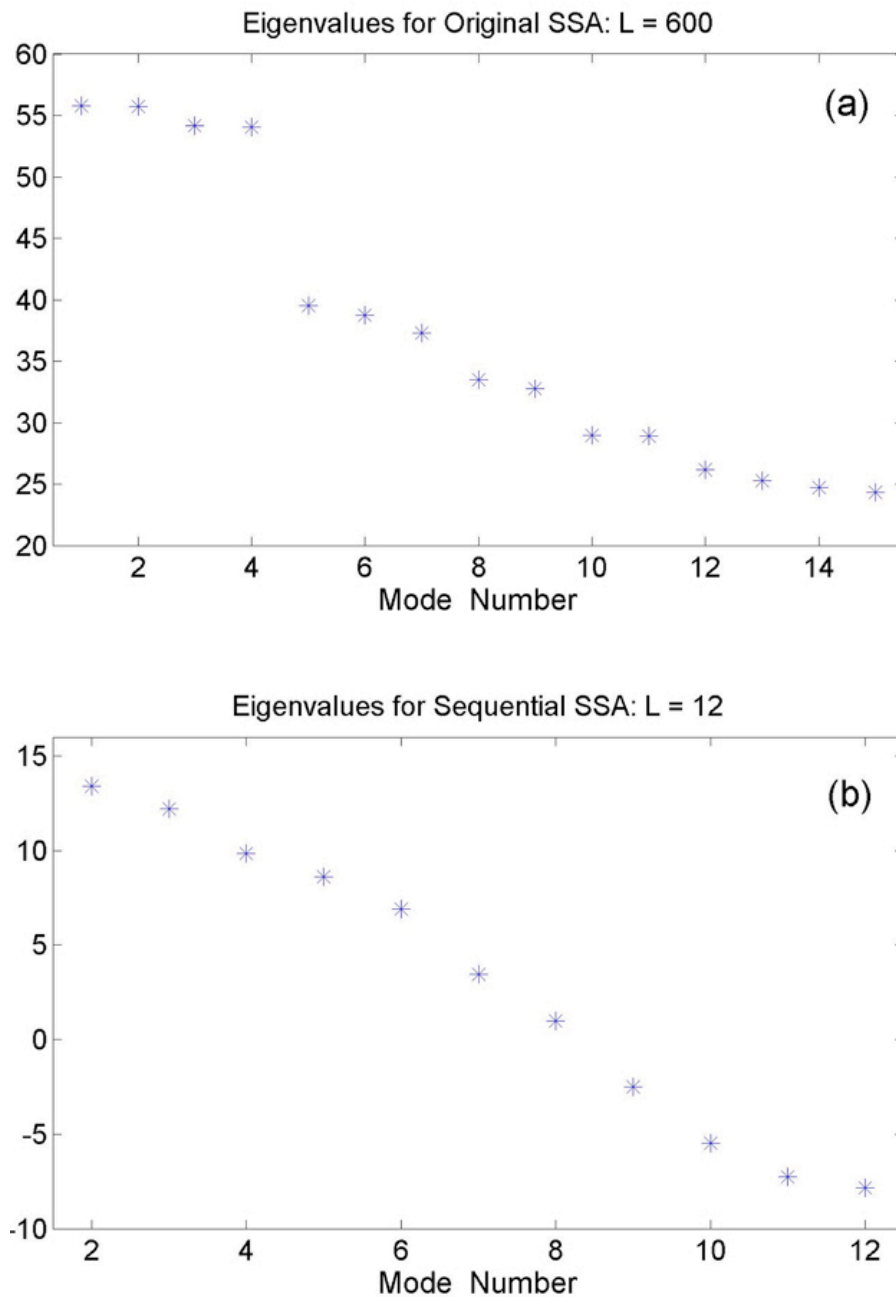 Eigenvalues for Original SSA: L = 600
60
(a)
55
50
45
40
35
30
25
20
2 4 6 8 10 12 14
Mode Number
Eigenvalues for Sequential SSA: L = 12
15
(b)
10
5
0
-5
-10
2 4 6 8 10 12
Mode Number